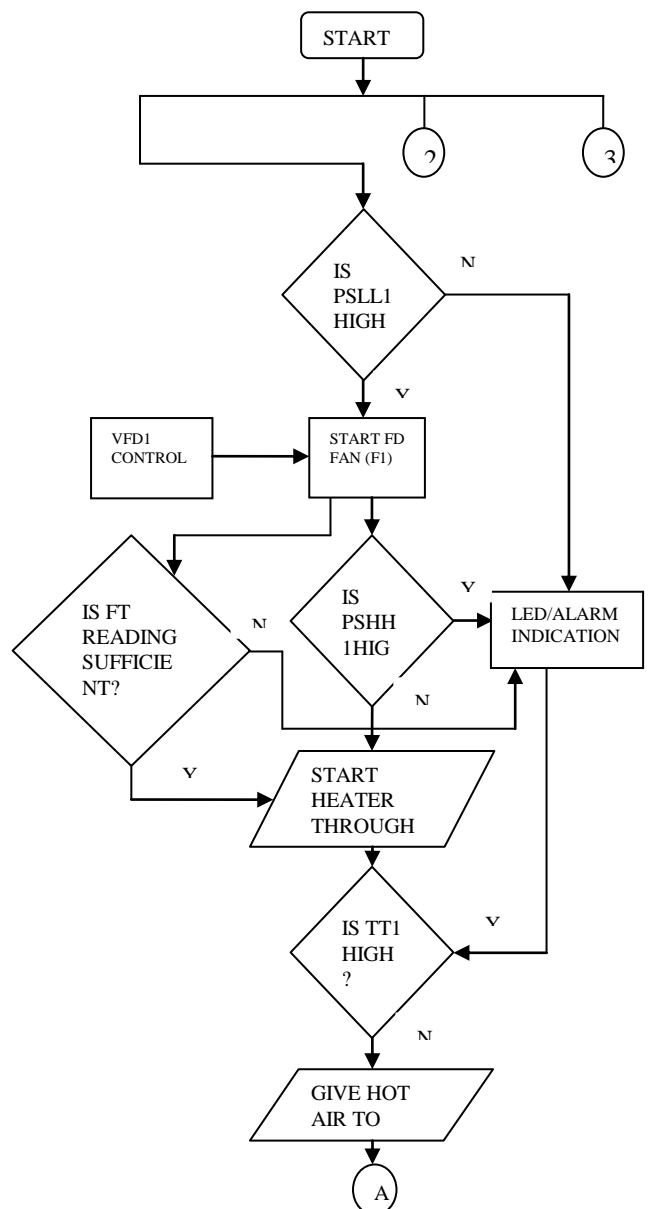 START
2
3
IS
PSLL1
HIGH
N
Y
VFD1
CONTROL
START FD
FAN (F1)
IS FT
READING
SUFFICIE
NT?
N
IS
PSHH
1HIG
Y
LED/ALARM
INDICATION
N
Y
START
HEATER
THROUGH
IS TT1
HIGH
?
Y
N
GIVE HOT
AIR TO
A